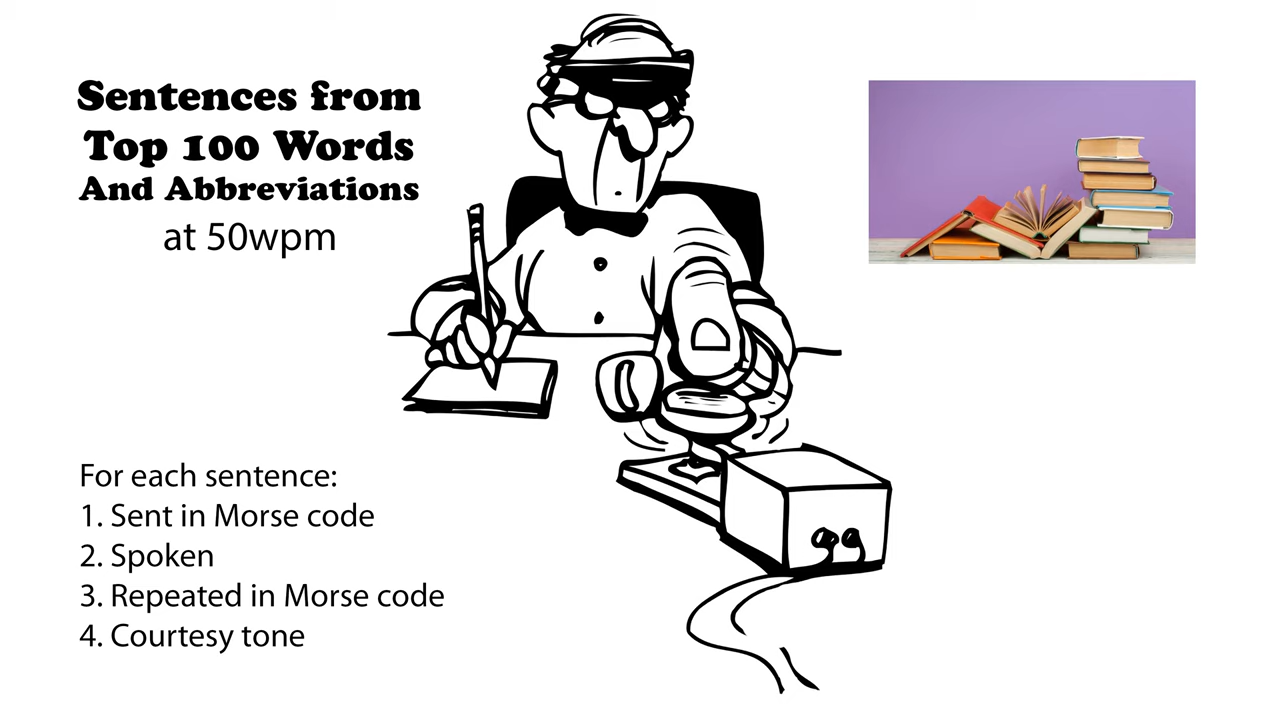 Sentences from
Top 100 Words
And Abbreviations
at 50wpm
For each sentence:
1. Sent in Morse code
2. Spoken
3. Repeated in Morse code
4. Courtesy tone